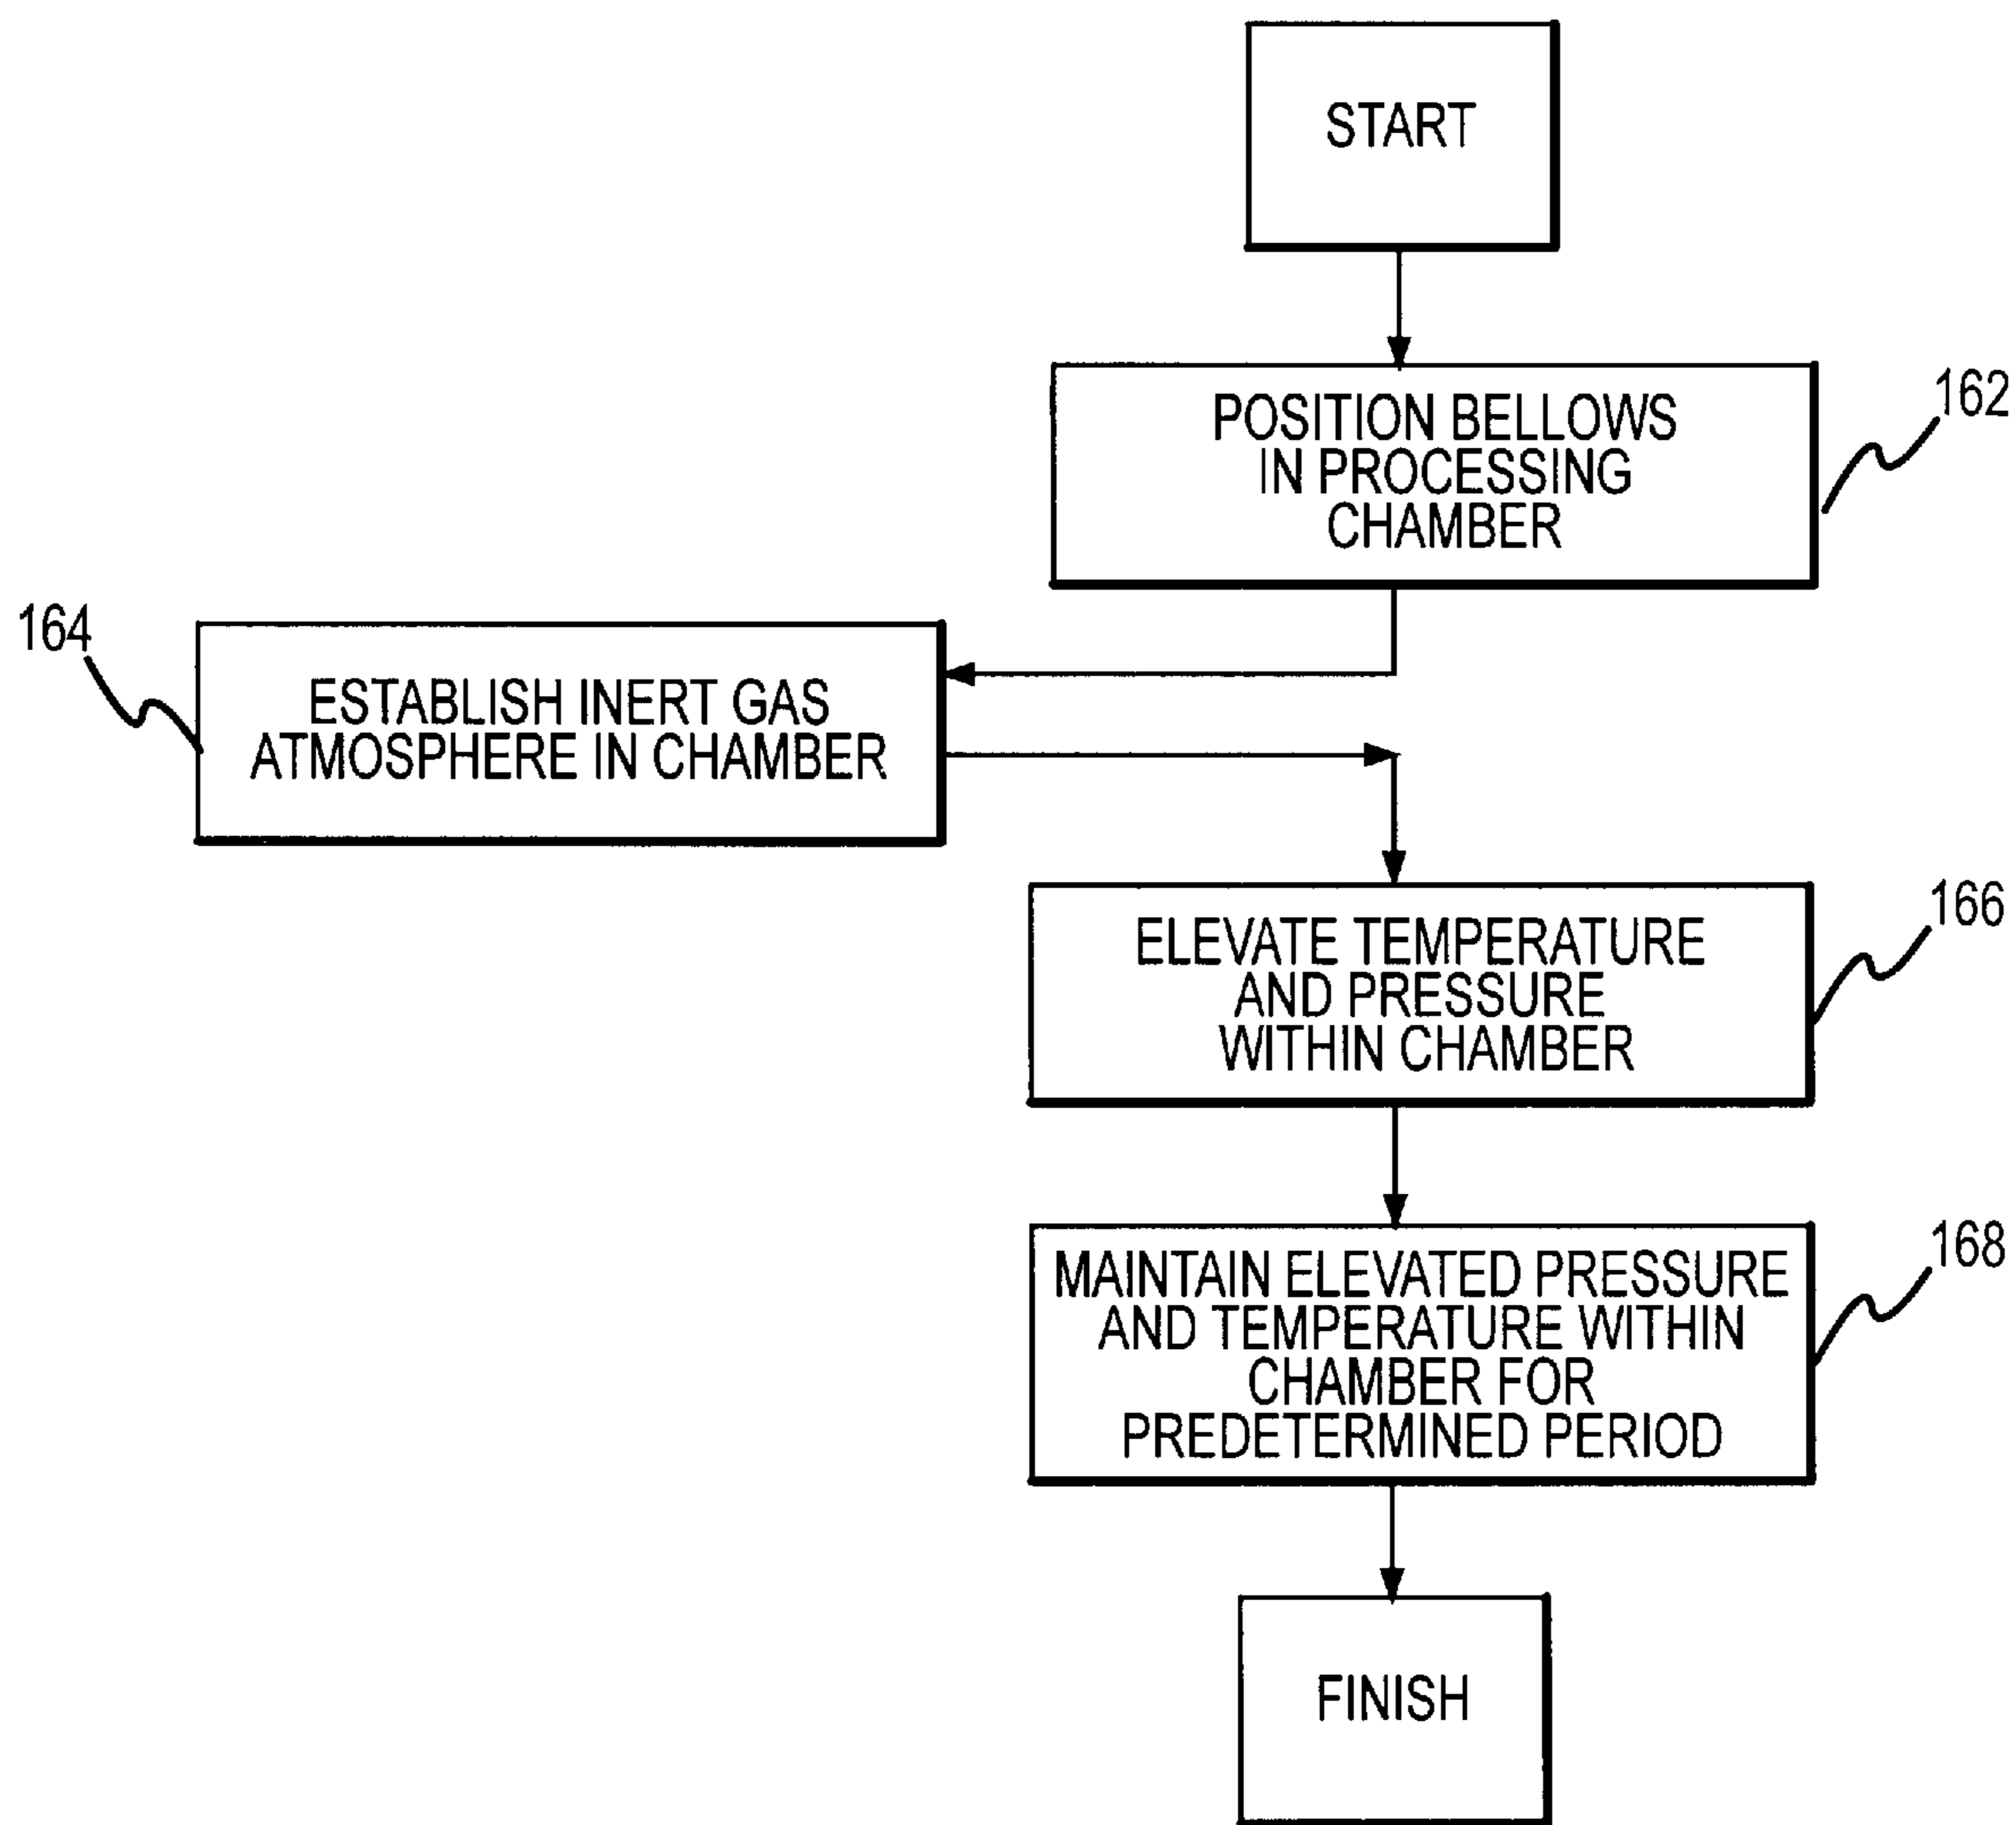 START
POSITION BELLOWS
IN PROCESSING
CHAMBER
162
164
ESTABLISH INERT GAS
ATMOSPHERE IN CHAMBER
ELEVATE TEMPERATURE
AND PRESSURE
WITHIN CHAMBER
166
MAINTAIN ELEVATED PRESSURE
AND TEMPERATURE WITHIN
CHAMBER FOR
PREDETERMINED PERIOD
168
FINISH